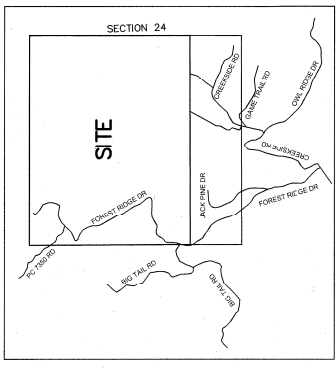 SECTION 24
CREEKSIDE RD
GAME TRAIL RD
OWL RIDGE DR
SITE
CREEKSIDE RD
JACK PINE DR
FOREST RIDGE DR
FOREST RIDGE DR
PC 7350 RD
BIG TAIL RD
BIG TAIL RD